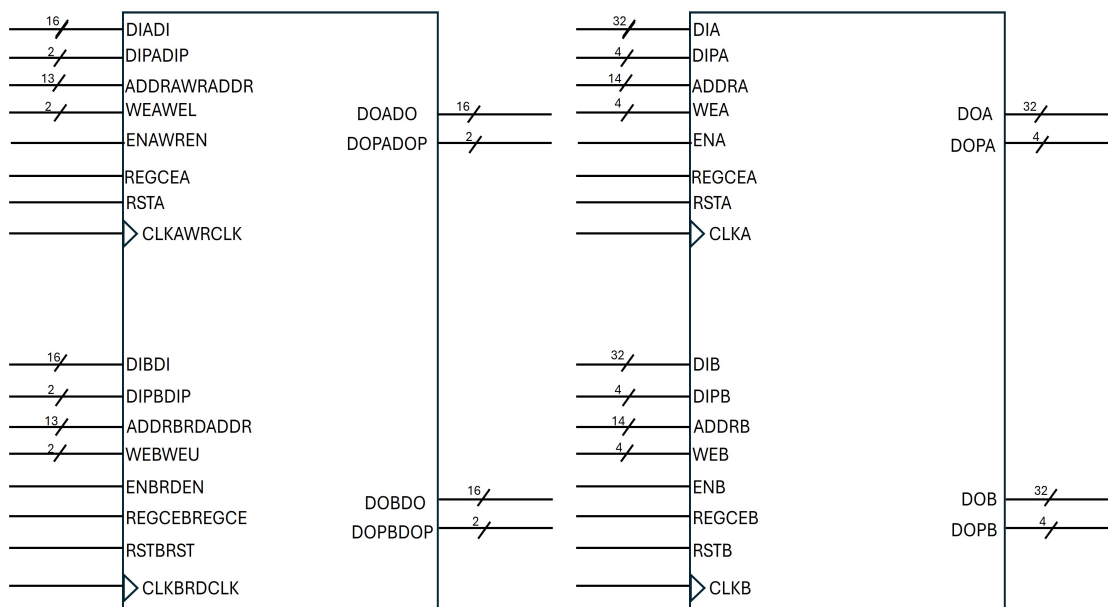 16
DIADI
2
DIPADIP
13
ADDRAWRADDR
2
WEAWEL
ENAWREN
REGCEA
RSTA
CLKAWRCLK
DOADO
16
DOPADOP
2
16
DIBDI
2
DIPBDIP
13
ADDRBRDADDR
2
WEBWEU
ENBRDEN
REGCEBREGCE
RSTBRST
CLKBRDCLK
DOBDO
16
DOPBDOP
2
32
DIA
4
DIPA
14
ADDRA
4
WEA
ENA
REGCEA
RSTA
CLKA
DOA
32
DOPA
4
32
DIB
4
DIPB
14
ADDRB
4
WEB
ENB
REGCEB
RSTB
CLKB
DOB
32
DOPB
4